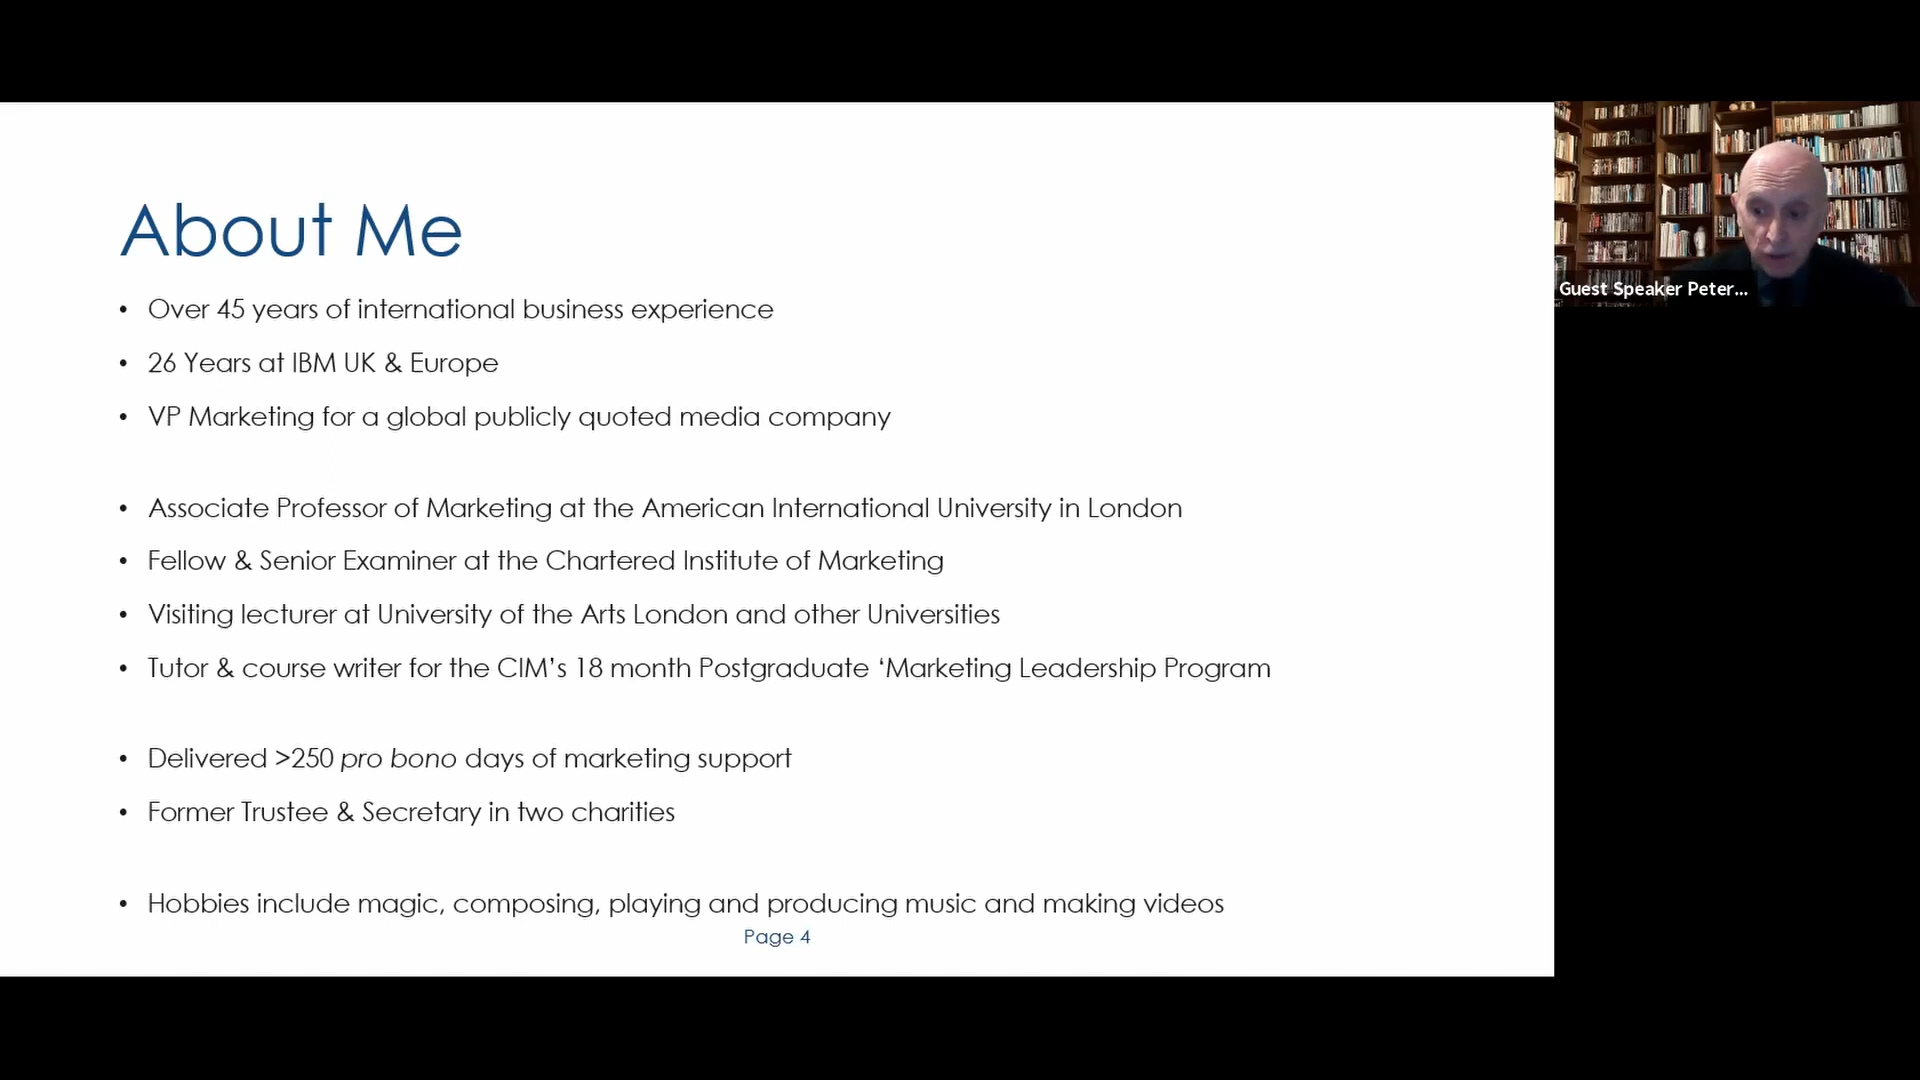 About Me
• Over 45 years of international business experience
• 26 Years at IBM UK & Europe
• VP Marketing for a global publicly quoted media company
• Associate Professor of Marketing at the American International University in London
• Fellow & Senior Examiner at the Chartered Institute of Marketing
• Visiting lecturer at University of the Arts London and other Universities
• Tutor & course writer for the CIM’s 18 month Postgraduate ‘Marketing Leadership Program
• Delivered >250 pro bono days of marketing support
• Former Trustee & Secretary in two charities
• Hobbies include magic, composing, playing and producing music and making videos
Page 4
Guest Speaker Peter...